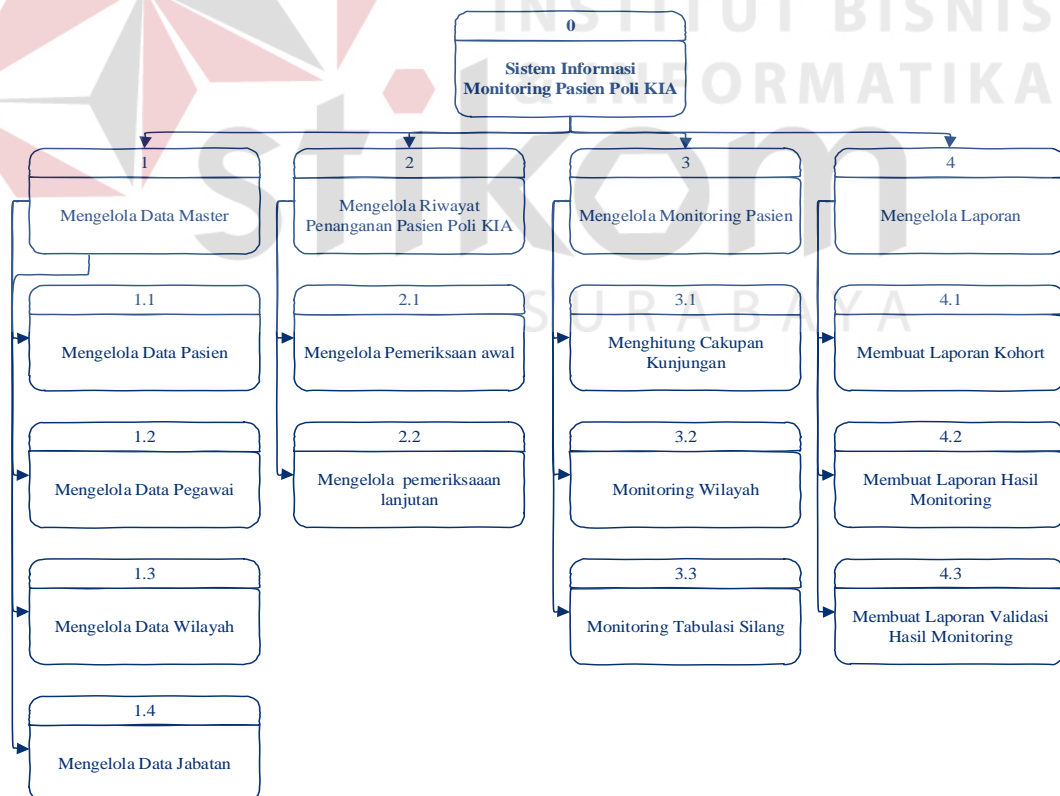 INSTITUT BISNIS
& INFORMATIKA
stikom
SURABAYA
0
Sistem Informasi
Monitoring Pasien Poli KIA
1
Mengelola Data Master
2
Mengelola Riwayat
Penanganan Pasien Poli KIA
3
Mengelola Monitoring Pasien
4
Mengelola Laporan
1.1
Mengelola Data Pasien
2.1
Mengelola Pemeriksaan awal
3.1
Menghitung Cakupan
Kunjungan
4.1
Membuat Laporan Kohort
1.2
Mengelola Data Pegawai
2.2
Mengelola pemeriksaaan
lanjutan
3.2
Monitoring Wilayah
4.2
Membuat Laporan Hasil
Monitoring
1.3
Mengelola Data Wilayah
3.3
Monitoring Tabulasi Silang
4.3
Membuat Laporan Validasi
Hasil Monitoring
1.4
Mengelola Data Jabatan